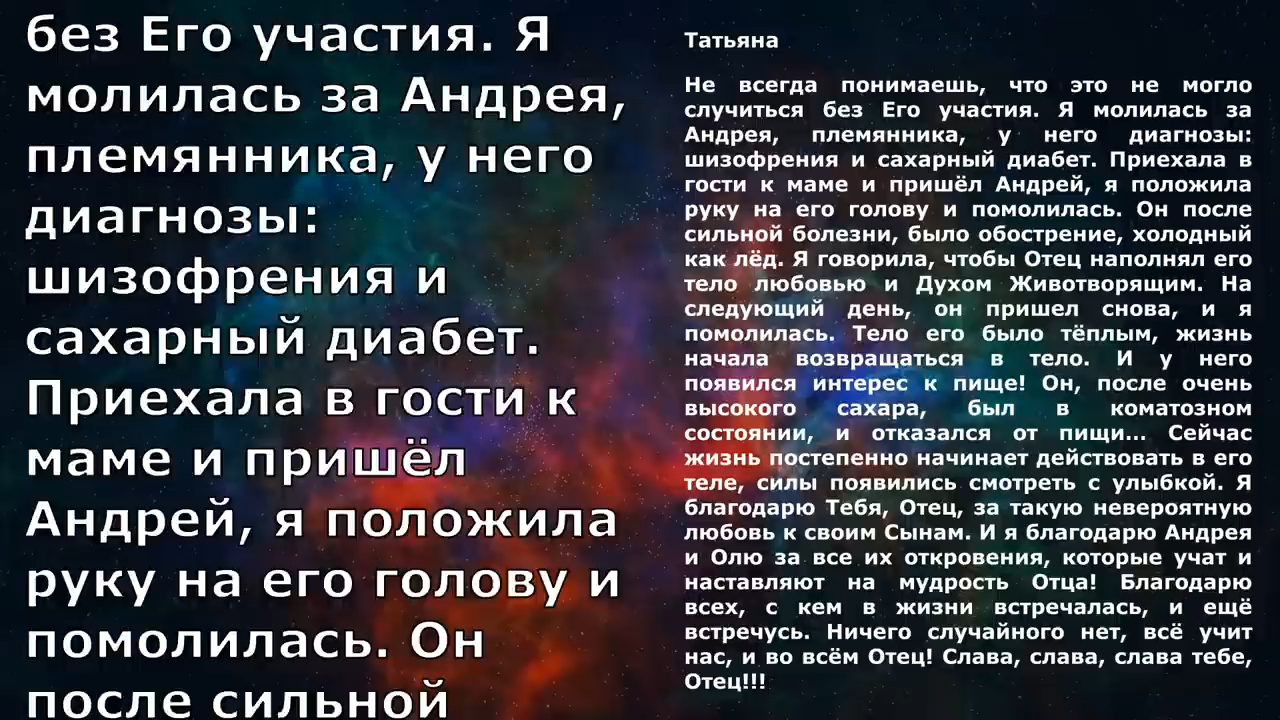 без Его участия. Я
молилась за Андрея,
племянника, у него
диагнозы:
шизофрения и
сахарный диабет.
Приехала в гости к
маме и пришёл
Андрей, я положила
руку на его голову и
помолилась. Он
после сильной
Татьяна
Не всегда понимаешь, что это не могло
случиться без Его участия. Я молилась за
Андрея, племянника, у него диагнозы:
шизофрения и сахарный диабет. Приехала в
гости к маме и пришёл Андрей, я положила
руку на его голову и помолилась. Он после
сильной болезни, было обострение, холодный
как лёд. Я говорила, чтобы Отец наполнял его
тело любовью и Духом Животворящим. На
следующий день, он пришел снова, и я
помолилась. Тело его было тёплым, жизнь
начала возвращаться в тело. И у него
появился интерес к пище! Он, после очень
высокого сахара, был в коматозном
состоянии, и отказался от пищи... Сейчас
жизнь постепенно начинает действовать в его
теле, силы появились смотреть с улыбкой. Я
благодарю Тебя, Отец, за такую невероятную
любовь к своим Сынам. И я благодарю Андрея
и Олю за все их откровения, которые учат и
наставляют на мудрость Отца! Благодарю
всех, с кем в жизни встречалась, и ещё
встречусь. Ничего случайного нет, всё учит
нас, и во всём Отец! Слава, слава, слава тебе,
Отец!!!